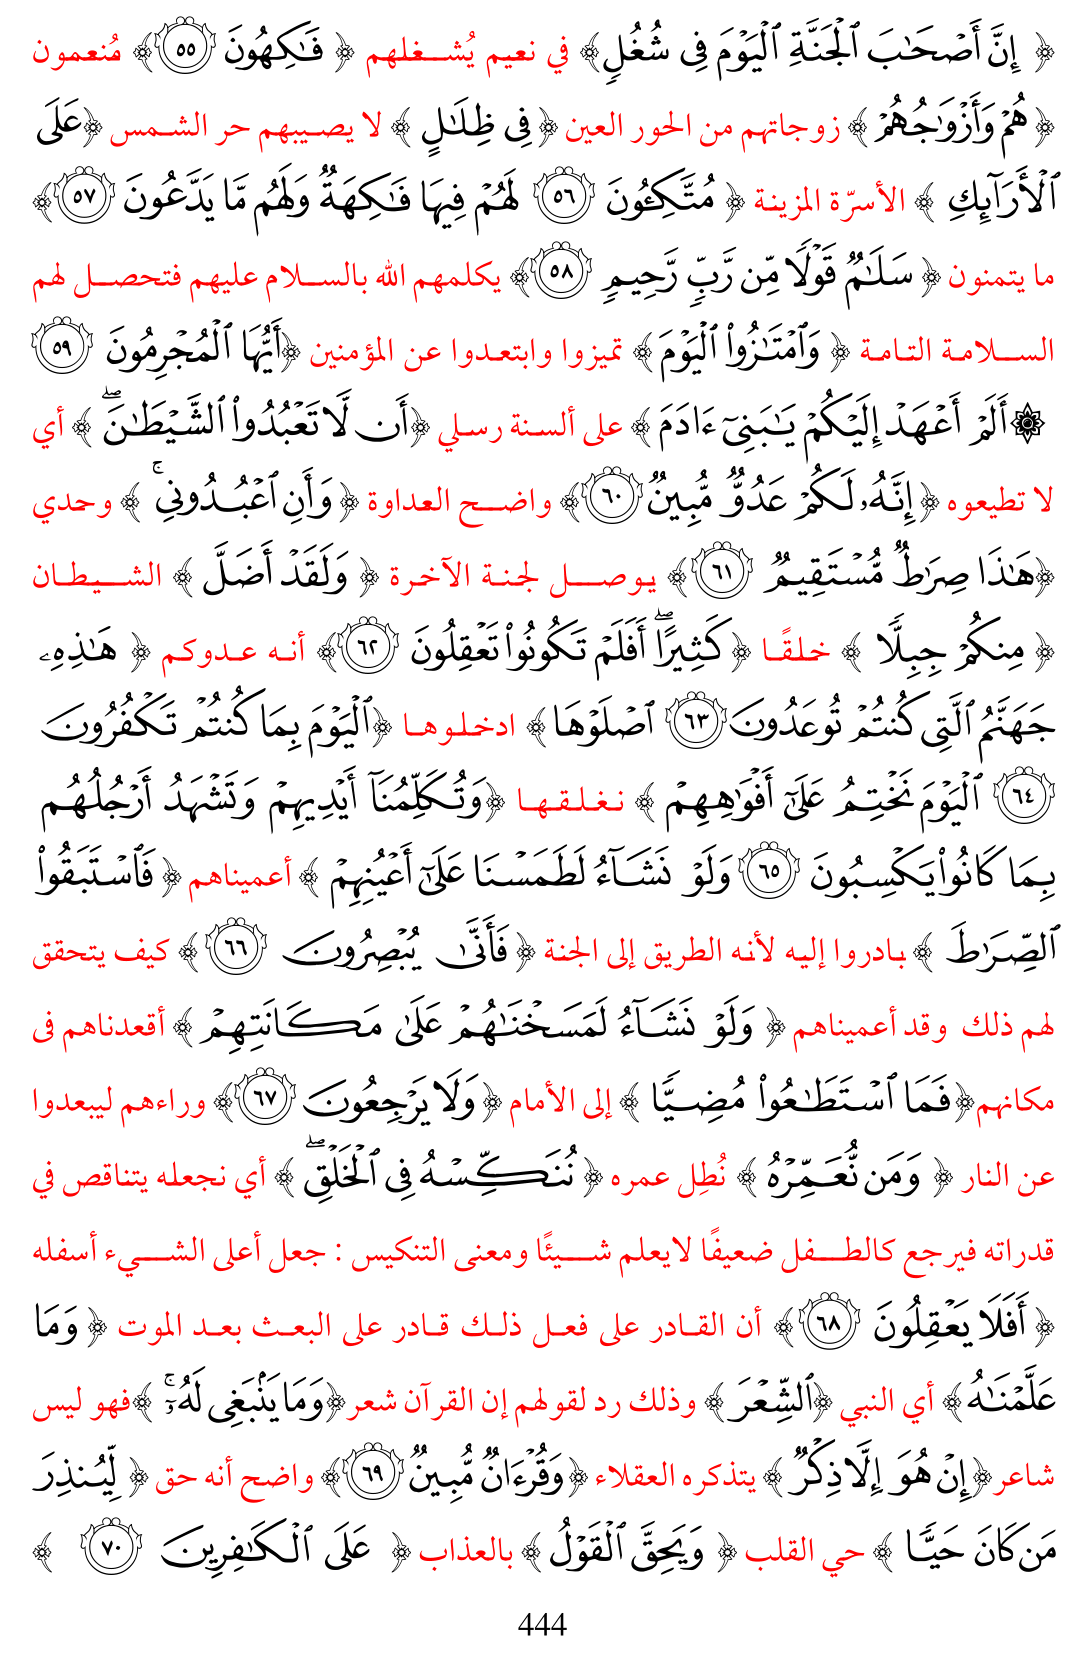 ﴿ إِنَّ أَصۡحَٰبَ ٱلۡجَنَّةِ ٱلۡيَوۡمَ فِى شُغُلٖ﴾ في نعيم يُشغلهم ﴿ فَٰكِهُونَ ٥٥﴾ مُنعمون
﴿ هُمۡ وَأَزۡوَٰجُهُمۡ ﴾ زوجاتهم من الحور العين ﴿ فِى ظِلَٰلٍ ﴾ لا يصيبهم حر الشمس ﴿عَلَى
ٱلۡأَرَآئِكِ ﴾ الأسرّة المزينة ﴿ مُتَّكِـُٔونَ ٥٦ لَهُمۡ فِيهَا فَٰكِهَةٞ وَلَهُم مَّا يَدَّعُونَ ٥٧﴾
ما يتمنون ﴿ سَلَٰمٞ قَوۡلٗا مِّن رَّبّٖ رَّحِيمٖ ٥٨﴾ يكلمهم الله بالسلام عليهم فتحصل لهم
السلامة التامة ﴿ وَٱمۡتَٰزُواْ ٱلۡيَوۡمَ﴾ تميزوا وابتعدوا عن المؤمنين ﴿أَيُّهَا ٱلۡمُجۡرِمُونَ ٥٩
۞أَلَمۡ أَعۡهَدۡ إِلَيۡكُمۡ يَٰبَنِىٓ ءَادَمَ﴾ على ألسنة رسلي ﴿أَن لَّا تَعۡبُدُواْ ٱلشَّيۡطَٰنَۖ ﴾ أي
لا تطيعوه ﴿ إِنَّهُۥ لَكُمۡ عَدُوّٞ مُّبِينٞ ٦٠﴾ واضح العداوة ﴿ وَأَنِ ٱعۡبُدُونِىۚ ﴾ وحدي
﴿هَٰذَا صِرَٰطٞ مُّسۡتَقِيمٞ ٦١﴾ يوصل لجنة الآخرة ﴿ وَلَقَدۡ أَضَلَّ ﴾ الشيطان
﴿ مِنكُمۡ جِبِلّٗا ﴾ خلقًا ﴿ كَثِيرًاۖ أَفَلَمۡ تَكُونُواْ تَعۡقِلُونَ ٦٢﴾ أنه عدوكم ﴿ هَٰذِهِۦ
جَهَنَّمُ ٱلَّتِى كُنتُمۡ تُوعَدُونَ ٦٣ ٱصۡلَوۡهَا﴾ ادخلوها ﴿ٱلۡيَوۡمَ بِمَا كُنتُمۡ تَكۡفُرُونَ
٦٤ ٱلۡيَوۡمَ نَخۡتِمُ عَلَىٰٓ أَفۡوَٰهِهِمۡ ﴾ نغلقها ﴿وَتُكَلِّمُنَآ أَيۡدِيهِمۡ وَتَشۡهَدُ أَرۡجُلُهُم
بِمَا كَانُواْ يَكۡسِبُونَ ٦٥ وَلَوۡ نَشَآءُ لَطَمَسۡنَا عَلَىٰٓ أَعۡيُنِهِمۡ ﴾ أعميناهم ﴿ فَٱسۡتَبَقُواْ
ٱلصِّرَٰطَ ﴾ بادروا إليه لأنه الطريق إلى الجنة ﴿ فَأَنَّىٰ يُبۡصِرُونَ ٦٦ ﴾ كيف يتحقق
لهم ذلك وقد أعميناهم ﴿ وَلَوۡ نَشَآءُ لَمَسَخۡنَٰهُمۡ عَلَىٰ مَكَانَتِهِمۡ ﴾ أقعدناهم فى
مكانهم﴿فَمَا ٱسۡتَطَٰعُواْ مُضِيّٗا ﴾ إلى الأمام ﴿ وَلَا يَرۡجِعُونَ ٦٧﴾ وراءهم ليبعدوا
عن النار ﴿ وَمَن نُّعَمِّرۡهُ ﴾ نُطِل عمره ﴿ نُنَكِّسۡهُ فِى ٱلۡخَلۡقِۖ ﴾ أي نجعله يتناقص في
قدراته فيرجع كالطفل ضعيفًا لايعلم شيئًا ومعنى التنكيس : جعل أعلى الشيء أسفله
﴿ أَفَلَا يَعۡقِلُونَ ٦٨﴾ أن القادر على فعل ذلك قادر على البعث بعد الموت ﴿ وَمَا
عَلَّمۡنَٰهُ﴾ أي النبي ﴿ٱلشِّعۡرَ ﴾ وذلك رد لقولهم إن القرآن شعر﴿وَمَا يَنۢبَغِى لَهُۥٓۚ ﴾فهو ليس
شاعر ﴿إِنۡ هُوَ إِلَّا ذِكۡرٞ ﴾ يتذكره العقلاء ﴿ وَقُرۡءَانٞ مُّبِينٞ ٦٩﴾ واضح أنه حق ﴿ لِّيُنذِرَ
مَن كَانَ حَيّٗا ﴾ حي القلب ﴿ وَيَحِقَّ ٱلۡقَوۡلُ ﴾ بالعذاب ﴿ عَلَى ٱلۡكَٰفِرِينَ ٧٠ ﴾
444